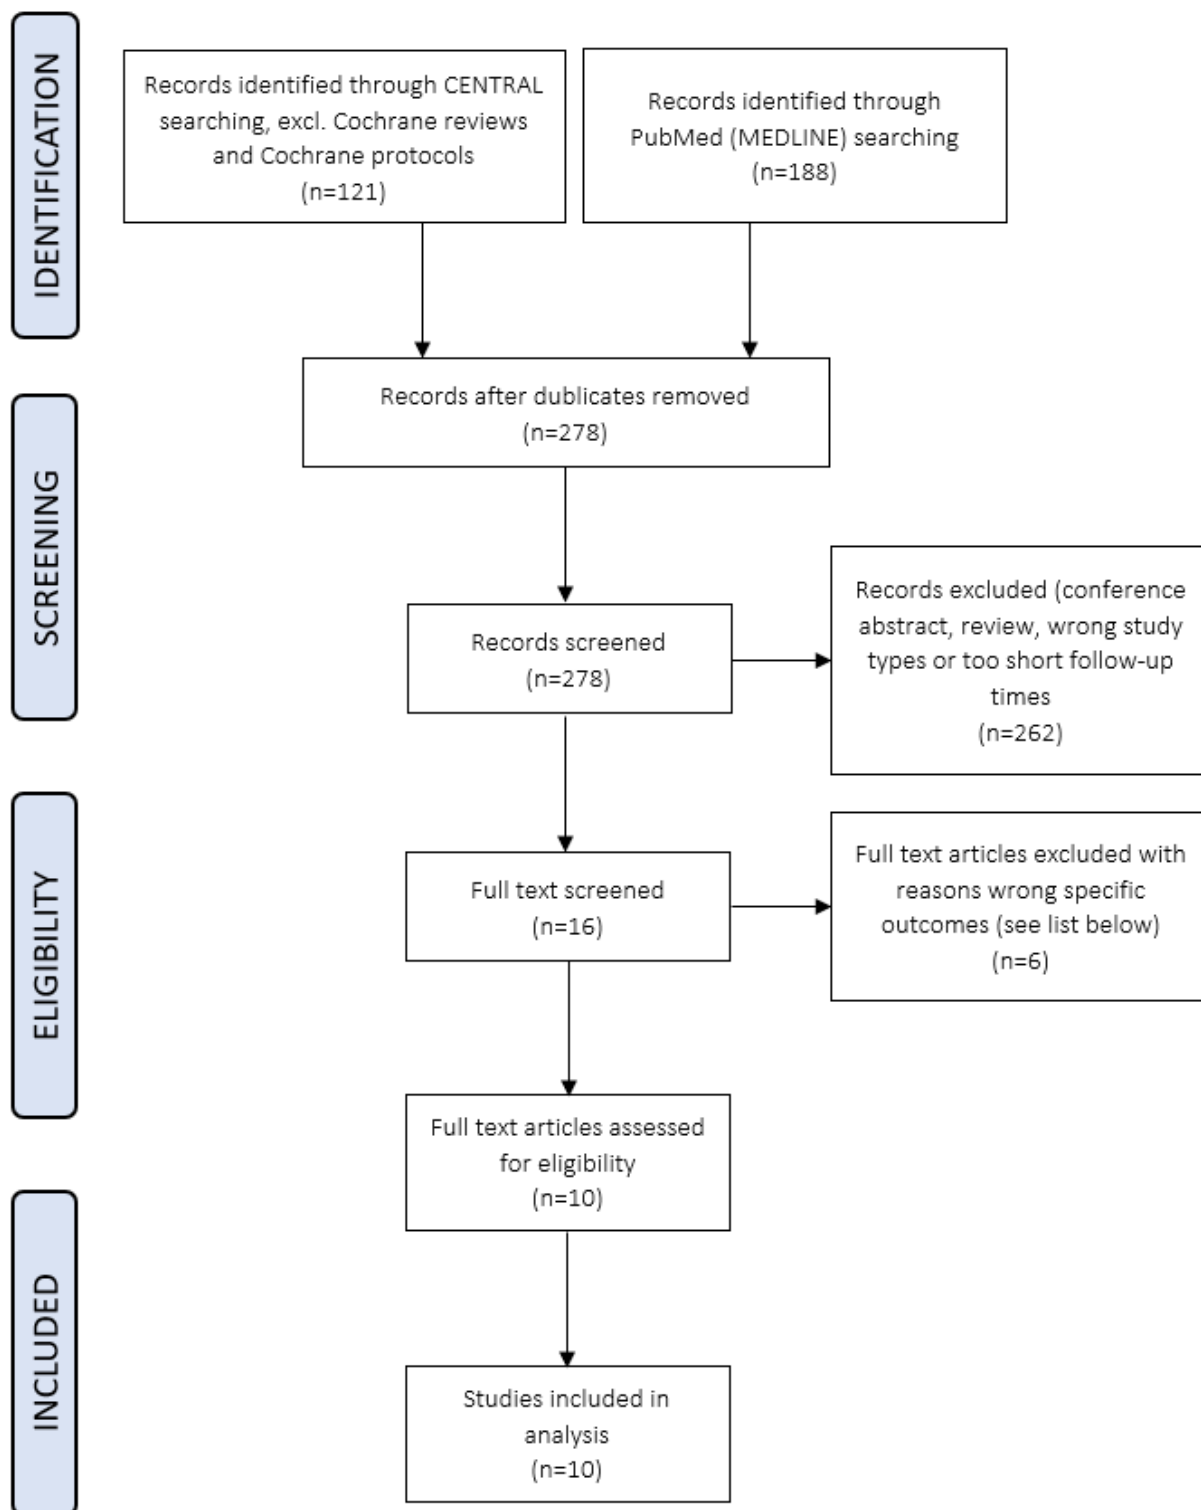 IDENTIFICATION
Records identified through CENTRAL
searching, excl. Cochrane reviews
and Cochrane protocols
(n=121)
Records identified through
PubMed (MEDLINE) searching
(n=188)
Records after dublicates removed
(n=278)
SCREENING
Records screened
(n=278)
Records excluded (conference
abstract, review, wrong study
types or too short follow-up
times
(n=262)
ELIGIBILITY
Full text screened
(n=16)
Full text articles excluded with
reasons wrong specific
outcomes (see list below)
(n=6)
Full text articles assessed
for eligibility
(n=10)
INCLUDED
Studies included in
analysis
(n=10)